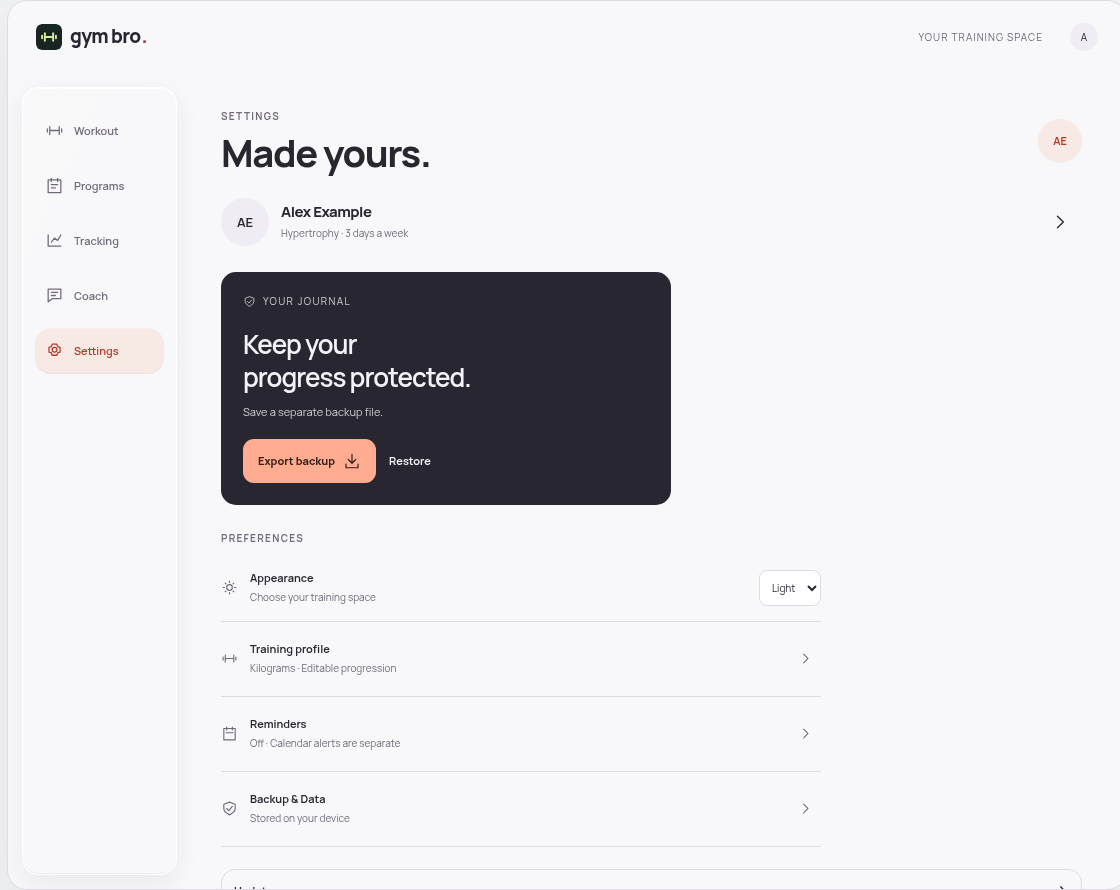 gym bro.
YOUR TRAINING SPACE
A
Workout
Programs
Tracking
Coach
Settings
SETTINGS
Made yours.
AE
AE
Alex Example
Hypertrophy · 3 days a week
YOUR JOURNAL
Keep your
progress protected.
Save a separate backup file.
Export backup
Restore
PREFERENCES
Appearance
Choose your training space
Light
Training profile
Kilograms · Editable progression
Reminders
Off · Calendar alerts are separate
Backup & Data
Stored on your device